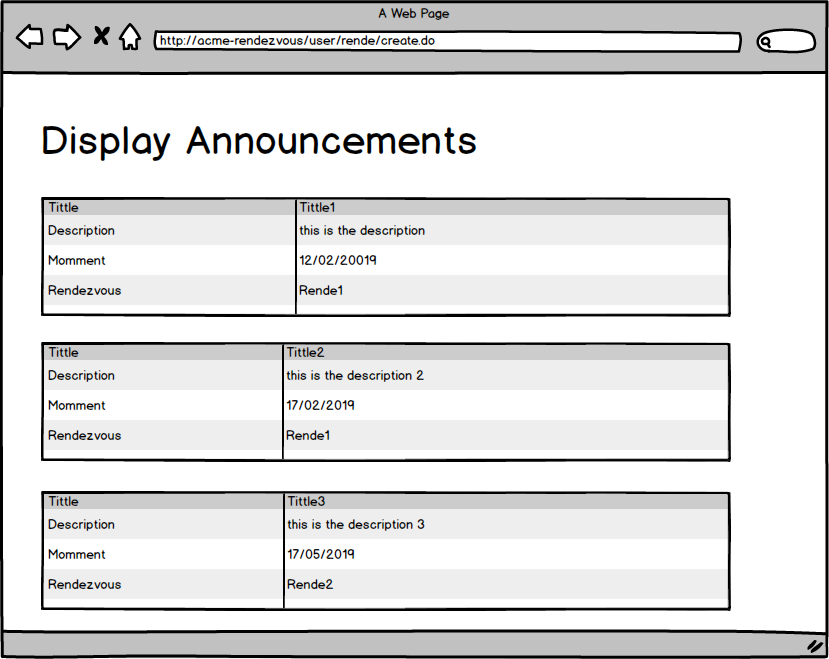 A Web Page
http://acme-rendezvous/user/rende/create.do
Display Announcements
Tittle Tittle1
Description this is the description
Momment 12/02/20019
Rendezvous Rende1
Tittle Tittle2
Description this is the description 2
Momment 17/02/2019
Rendezvous Rende1
Tittle Tittle3
Description this is the description 3
Momment 17/05/2019
Rendezvous Rende2